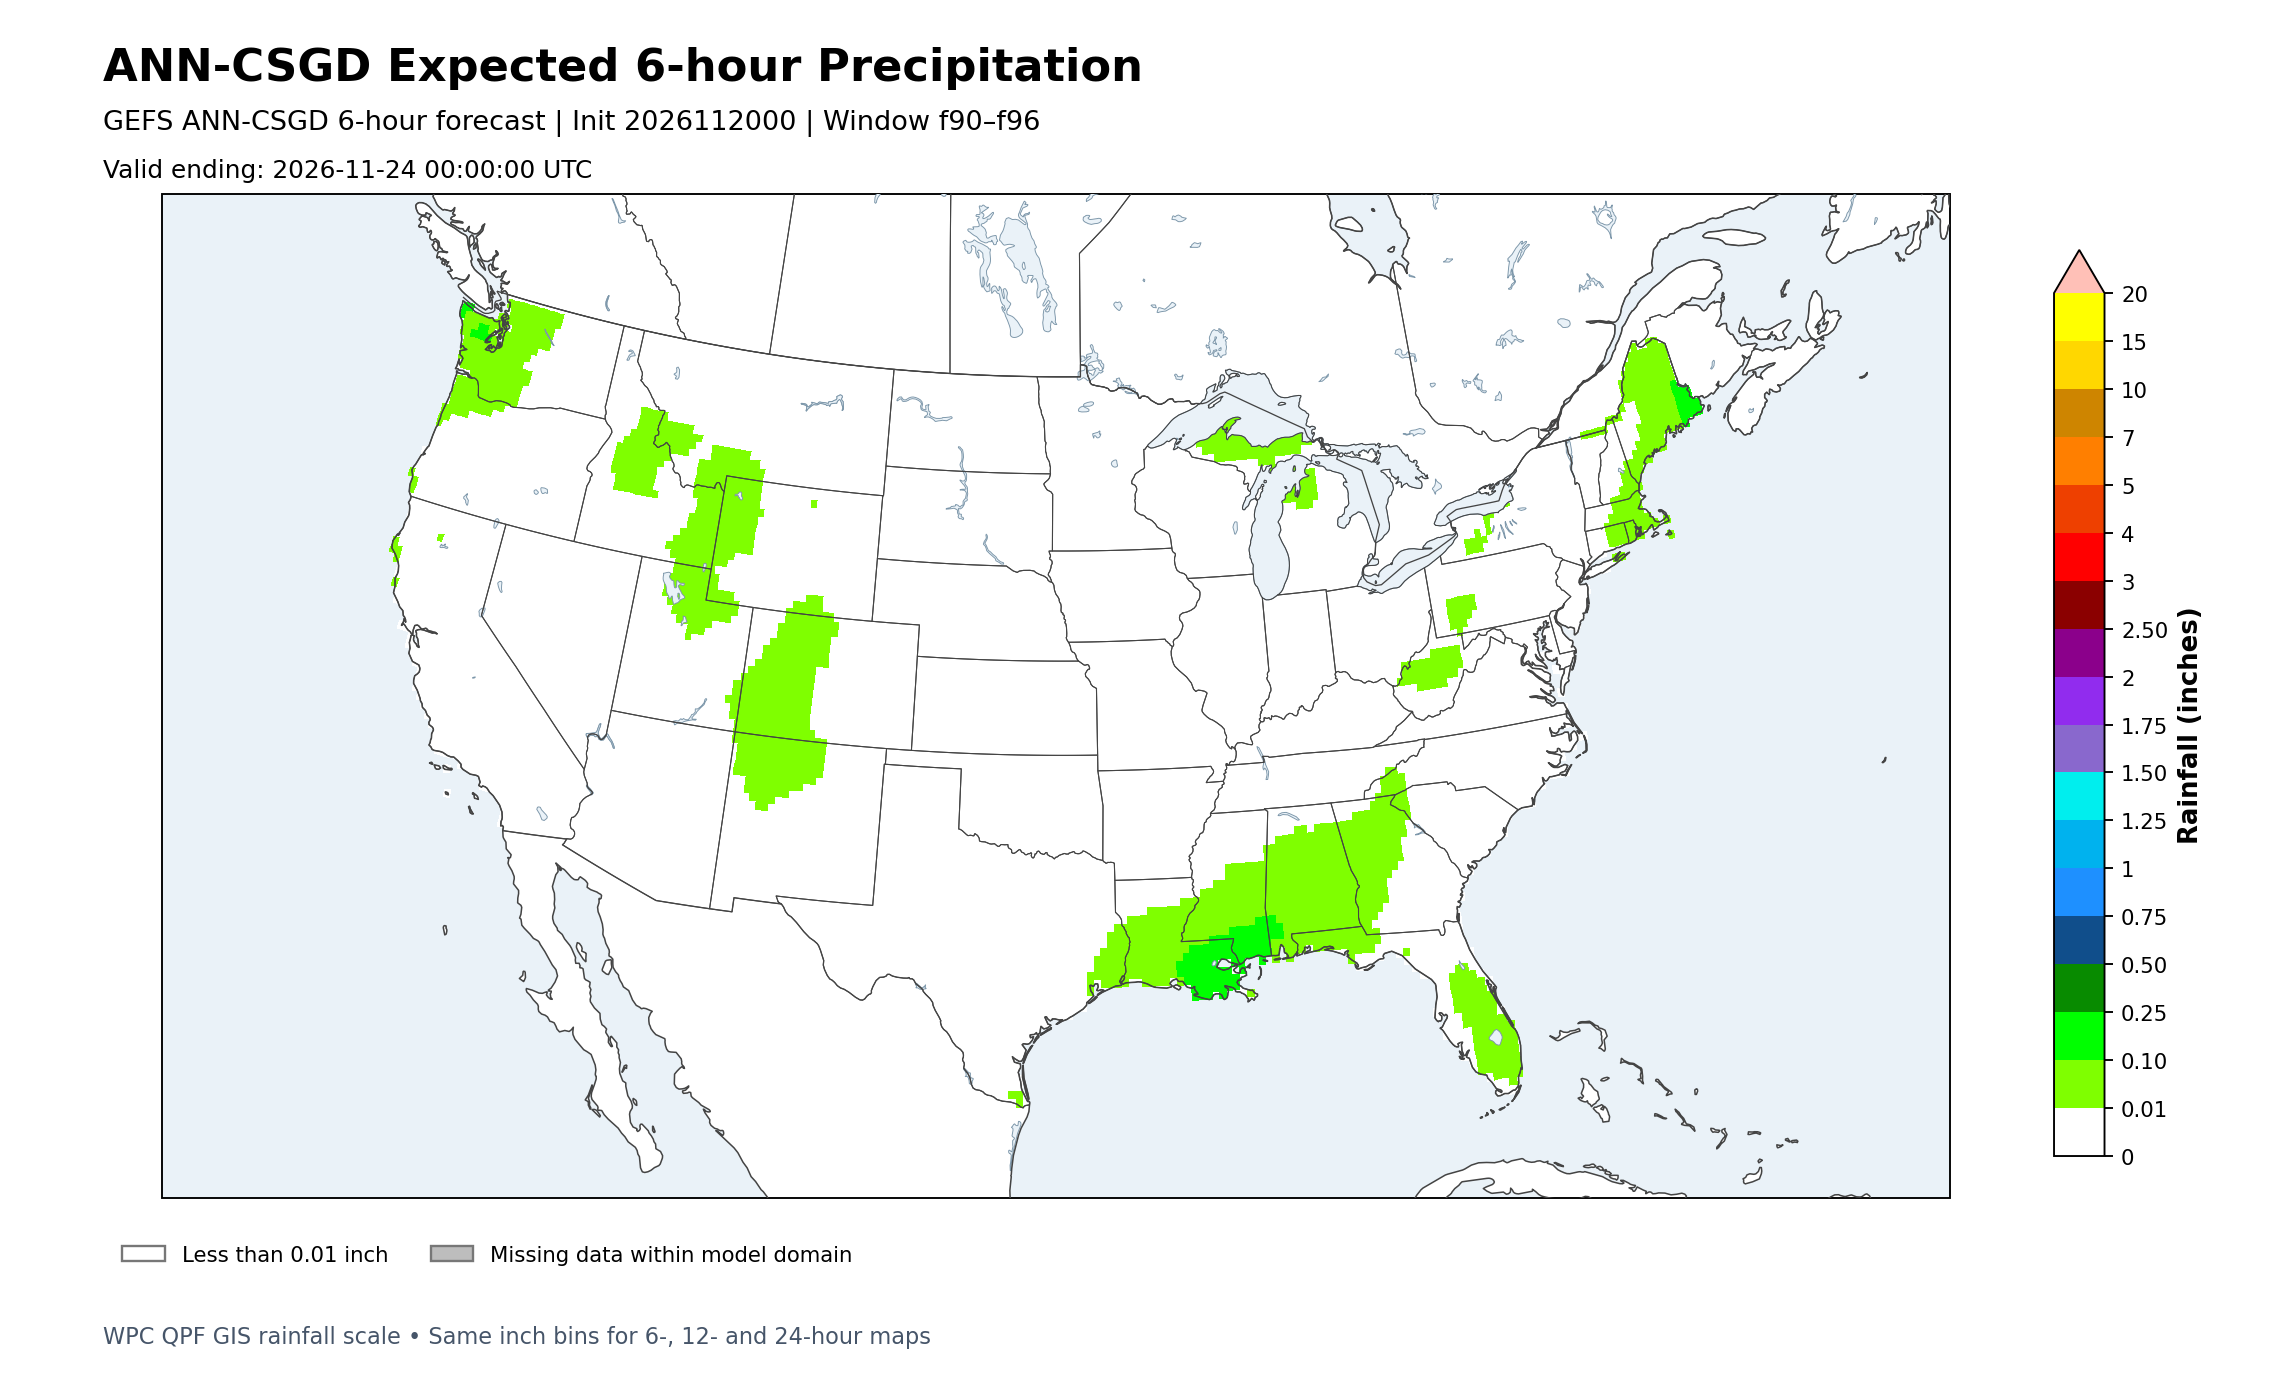 ANN-CSGD Expected 6-hour Precipitation
GEFS ANN-CSGD 6-hour forecast | Init 2026112000 | Window f90–f96
Valid ending: 2026-11-24 00:00:00 UTC
20
15
10
7
5
4
3
2.50
2
1.75
1.50
1.25
1
0.75
0.50
0.25
0.10
0.01
0
Rainfall (inches)
Less than 0.01 inch
Missing data within model domain
WPC QPF GIS rainfall scale • Same inch bins for 6-, 12- and 24-hour maps